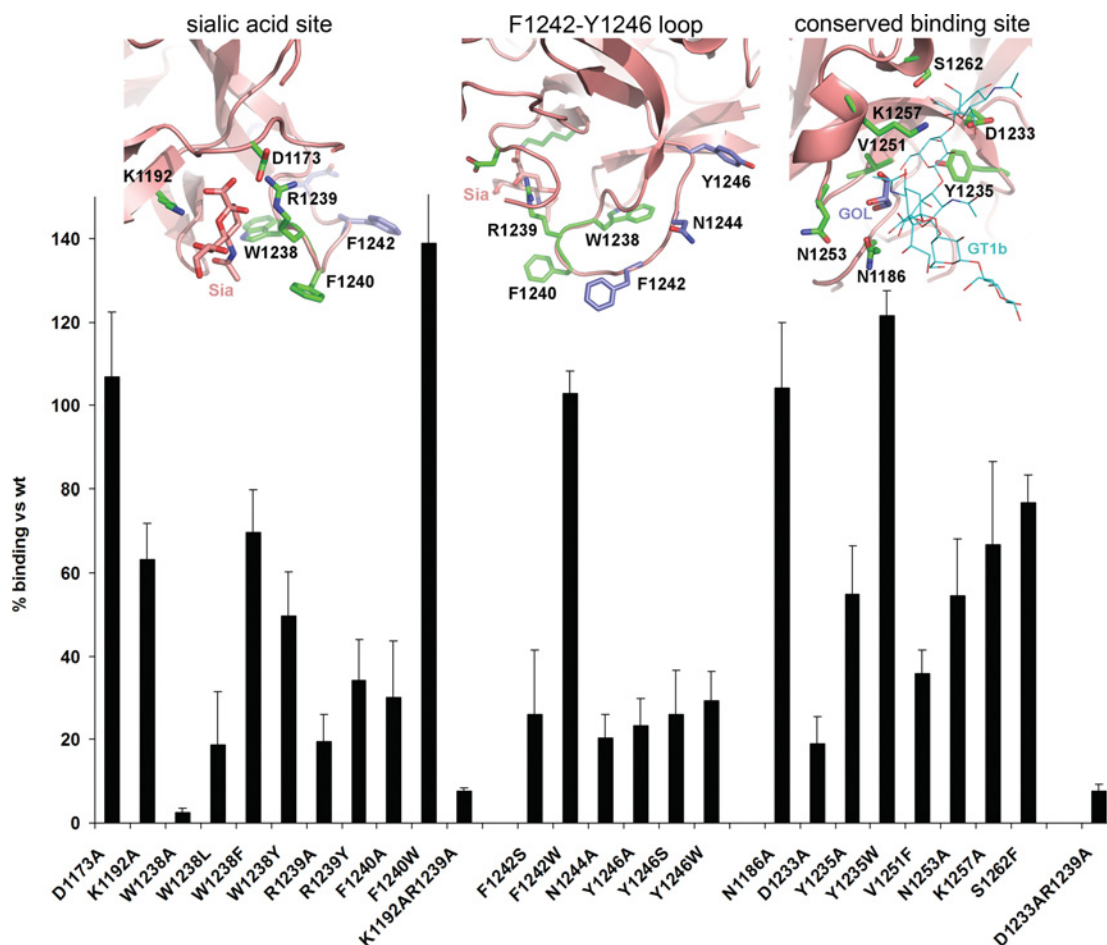 sialic acid site
F1242-Y1246 loop
conserved binding site
D1173
K1192
R1239
W1238
F1242
F1240
Sia
Sia
Y1246
R1239
W1238
N1244
F1240
F1242
S1262
K1257
D1233
V1251
Y1235
GOL
N1253
GT1b
N1186
% binding vs wt
140
120
100
80
60
40
20
0
D1173A
K1192A
W1238A
W1238L
W1238F
W1238Y
R1239A
R1239Y
F1240A
F1240W
K1192AR1239A
F1242S
F1242W
N1244A
Y1246A
Y1246S
Y1246W
N1186A
D1233A
Y1235A
Y1235W
V1251F
N1253A
K1257A
S1262F
D1233AR1239A